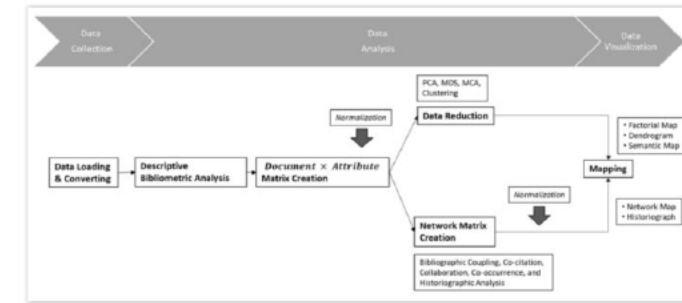 Data
Collection
Data
Analysis
Data
Visualization
PCA, MDS, MCA,
Clustering
Normalization
Data Reduction
• Factorial Map
• Dendrogram
• Semantic Map
Data Loading
& Converting
Descriptive
Bibliometric Analysis
Document × Attribute
Matrix Creation
Mapping
Normalization
Network Matrix
Creation
• Network Map
• Historiograph
Bibliographic Coupling, Co-citation,
Collaboration, Co-occurrence, and
Historiographic Analysis